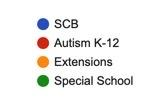 SCB
Autism K-12
Extensions
Special School